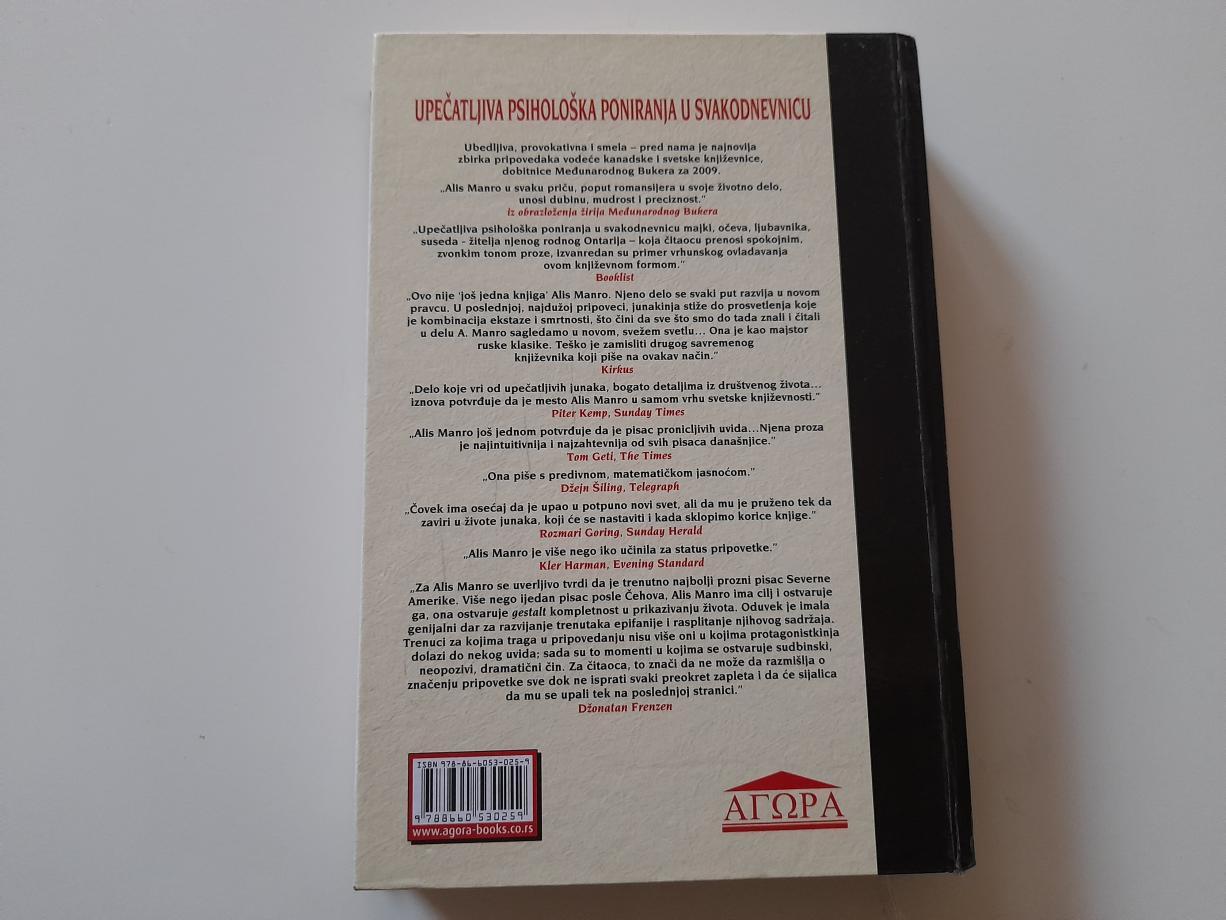 UPEČATLJIVA PSIHOLOŠKA PONIRANJA U SVAKODNEVNICU
Ubedljiva, provokativna i smela – pred nama je najnovija
zbirka pripovedaka vodeće kanadske i svetske književnice,
dobitnice Međunarodnog Bukera za 2009.
„Alis Manro u svaku priču, poput romansijera u svoje životno delo,
unosi dubinu, mudrost i preciznost.”
iz obrazloženja žirija Međunarodnog Bukera
„Upečatljiva psihološka poniranja u svakodnevnicu majki, očeva, ljubavnika,
suseda - žitelja njenog rodnog Ontarija – koja čitaocu prenosi spokojnim,
zvonkim tonom proze, izvanredan su primer vrhunskog ovladavanja
ovom književnom formom.”
Booklist
„Ovo nije ‘još jedna knjiga’ Alis Manro. Njeno delo se svaki put razvija u novom
pravcu. U poslednjoj, najdužoj pripoveci, junakinja stiže do prosvetlenja koje
je kombinacija ekstaze i smrtnosti, što čini da sve što smo do tada znali i čitali
u delu A. Manro sagledamo u novom, svežem svetlu... Ona je kao majstor
ruske klasike. Teško je zamisliti drugog savremenog
književnika koji piše na ovakav način.”
Kirkus
„Delo koje vri od upečatljivih junaka, bogato detaljima iz društvenog života...
iznova potvrđuje da je mesto Alis Manro u samom vrhu svetske književnosti.”
Piter Kemp, Sunday Times
„Alis Manro još jednom potvrđuje da je pisac pronicljivih uvida...Njena proza
je najintuitivnija i najzahtevnija od svih pisaca današnjice.”
Tom Geti, The Times
„Ona piše s predivnom, matematičkom jasnoćom.”
Džejn Šiling, Telegraph
„Čovek ima osećaj da je upao u potpuno novi svet, ali da mu je pruženo tek da
zaviri u živote junaka, koji će se nastaviti i kada sklopimo korice knjige.”
Rozmari Goring, Sunday Herald
„Alis Manro je više nego iko učinila za status pripovetke.”
Kler Harman, Evening Standard
„Za Alis Manro se uverljivo tvrdi da je trenutno najbolji prozni pisac Severne
Amerike. Više nego ijedan pisac posle Čehova, Alis Manro ima cilj i ostvaruje
ga, ona ostvaruje gestalt kompletnost u prikazivanju života. Oduvek je imala
genijalni dar za razvijanje trenutaka epifanije i rasplitanje njihovog sadržaja.
Trenuci za kojima traga u pripovedanju nisu više oni u kojima protagonistkinja
dolazi do nekog uvida; sada su to momenti u kojima se ostvaruje sudbinski,
neopozivi, dramatični čin. Za čitaoca, to znači da ne može da razmišlja o
značenju pripovetke sve dok ne isprati svaki preokret zapleta i da će sijalica
da mu se upali tek na poslednjoj stranici.”
Džonatan Frenzen
ISBN 978-86-6053-025-9
9 788660 530259
www.agora-books.co.rs
ΑΓΩΡΑ